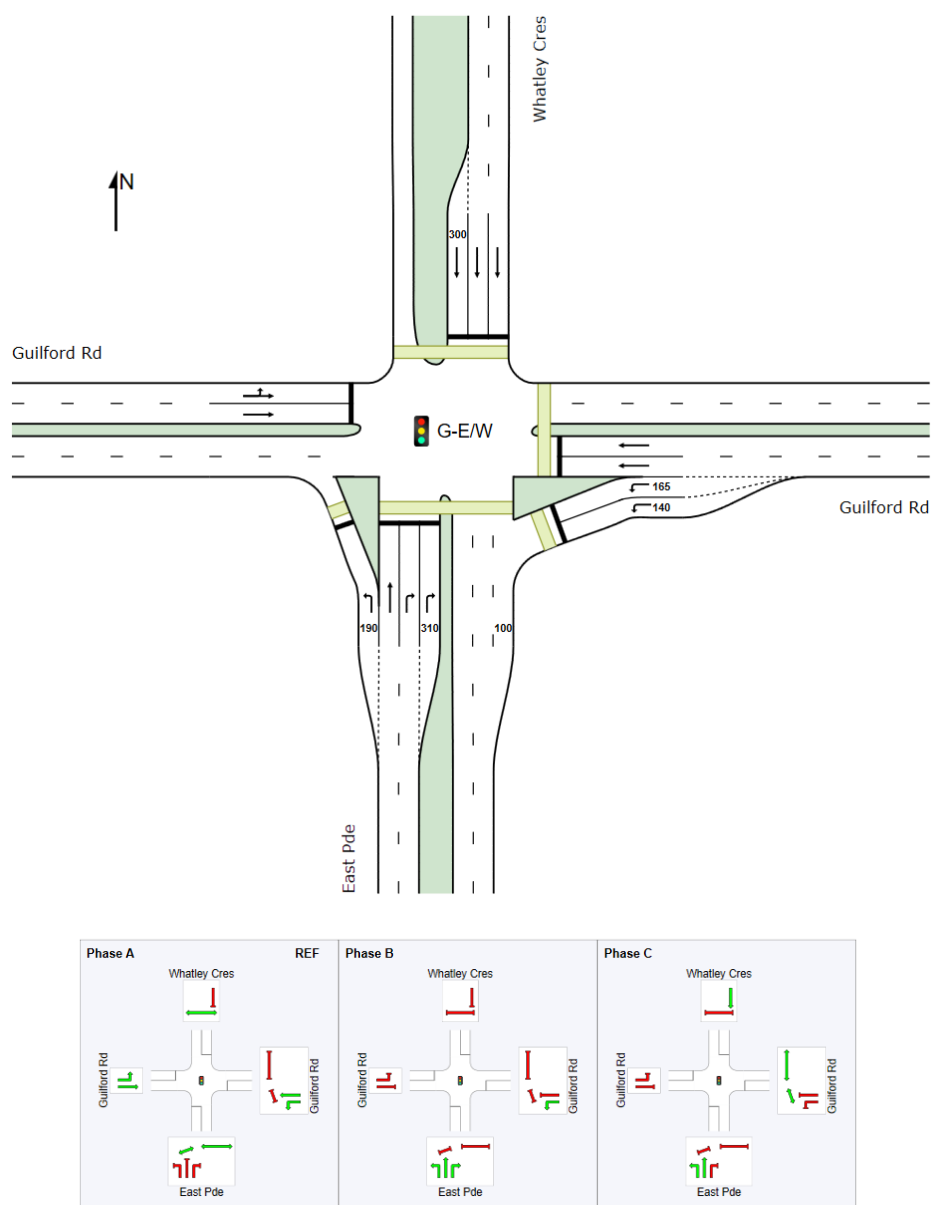 Whatley Cres
N
300
Guilford Rd
G-E/W
165
140
Guilford Rd
190
310
100
East Pde
Phase A
REF
Whatley Cres
Guilford Rd
Guilford Rd
East Pde
Phase B
Whatley Cres
Guilford Rd
Guilford Rd
East Pde
Phase C
Whatley Cres
Guilford Rd
Guilford Rd
East Pde